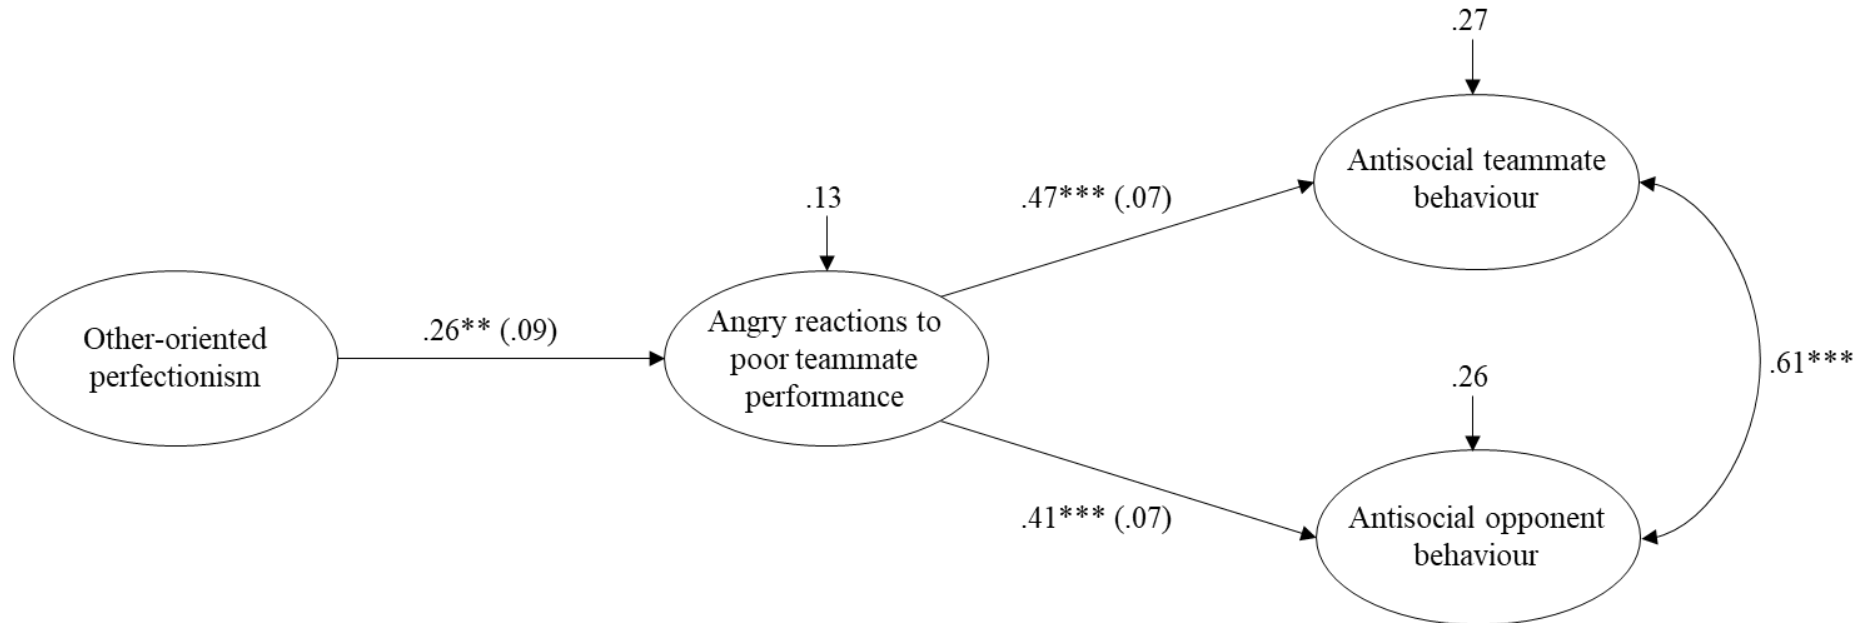 .27
Antisocial teammate
behaviour
.47*** (.07)
.13
Other-oriented
perfectionism
.26** (.09)
Angry reactions to
poor teammate
performance
.61***
.26
.41*** (.07)
Antisocial opponent
behaviour